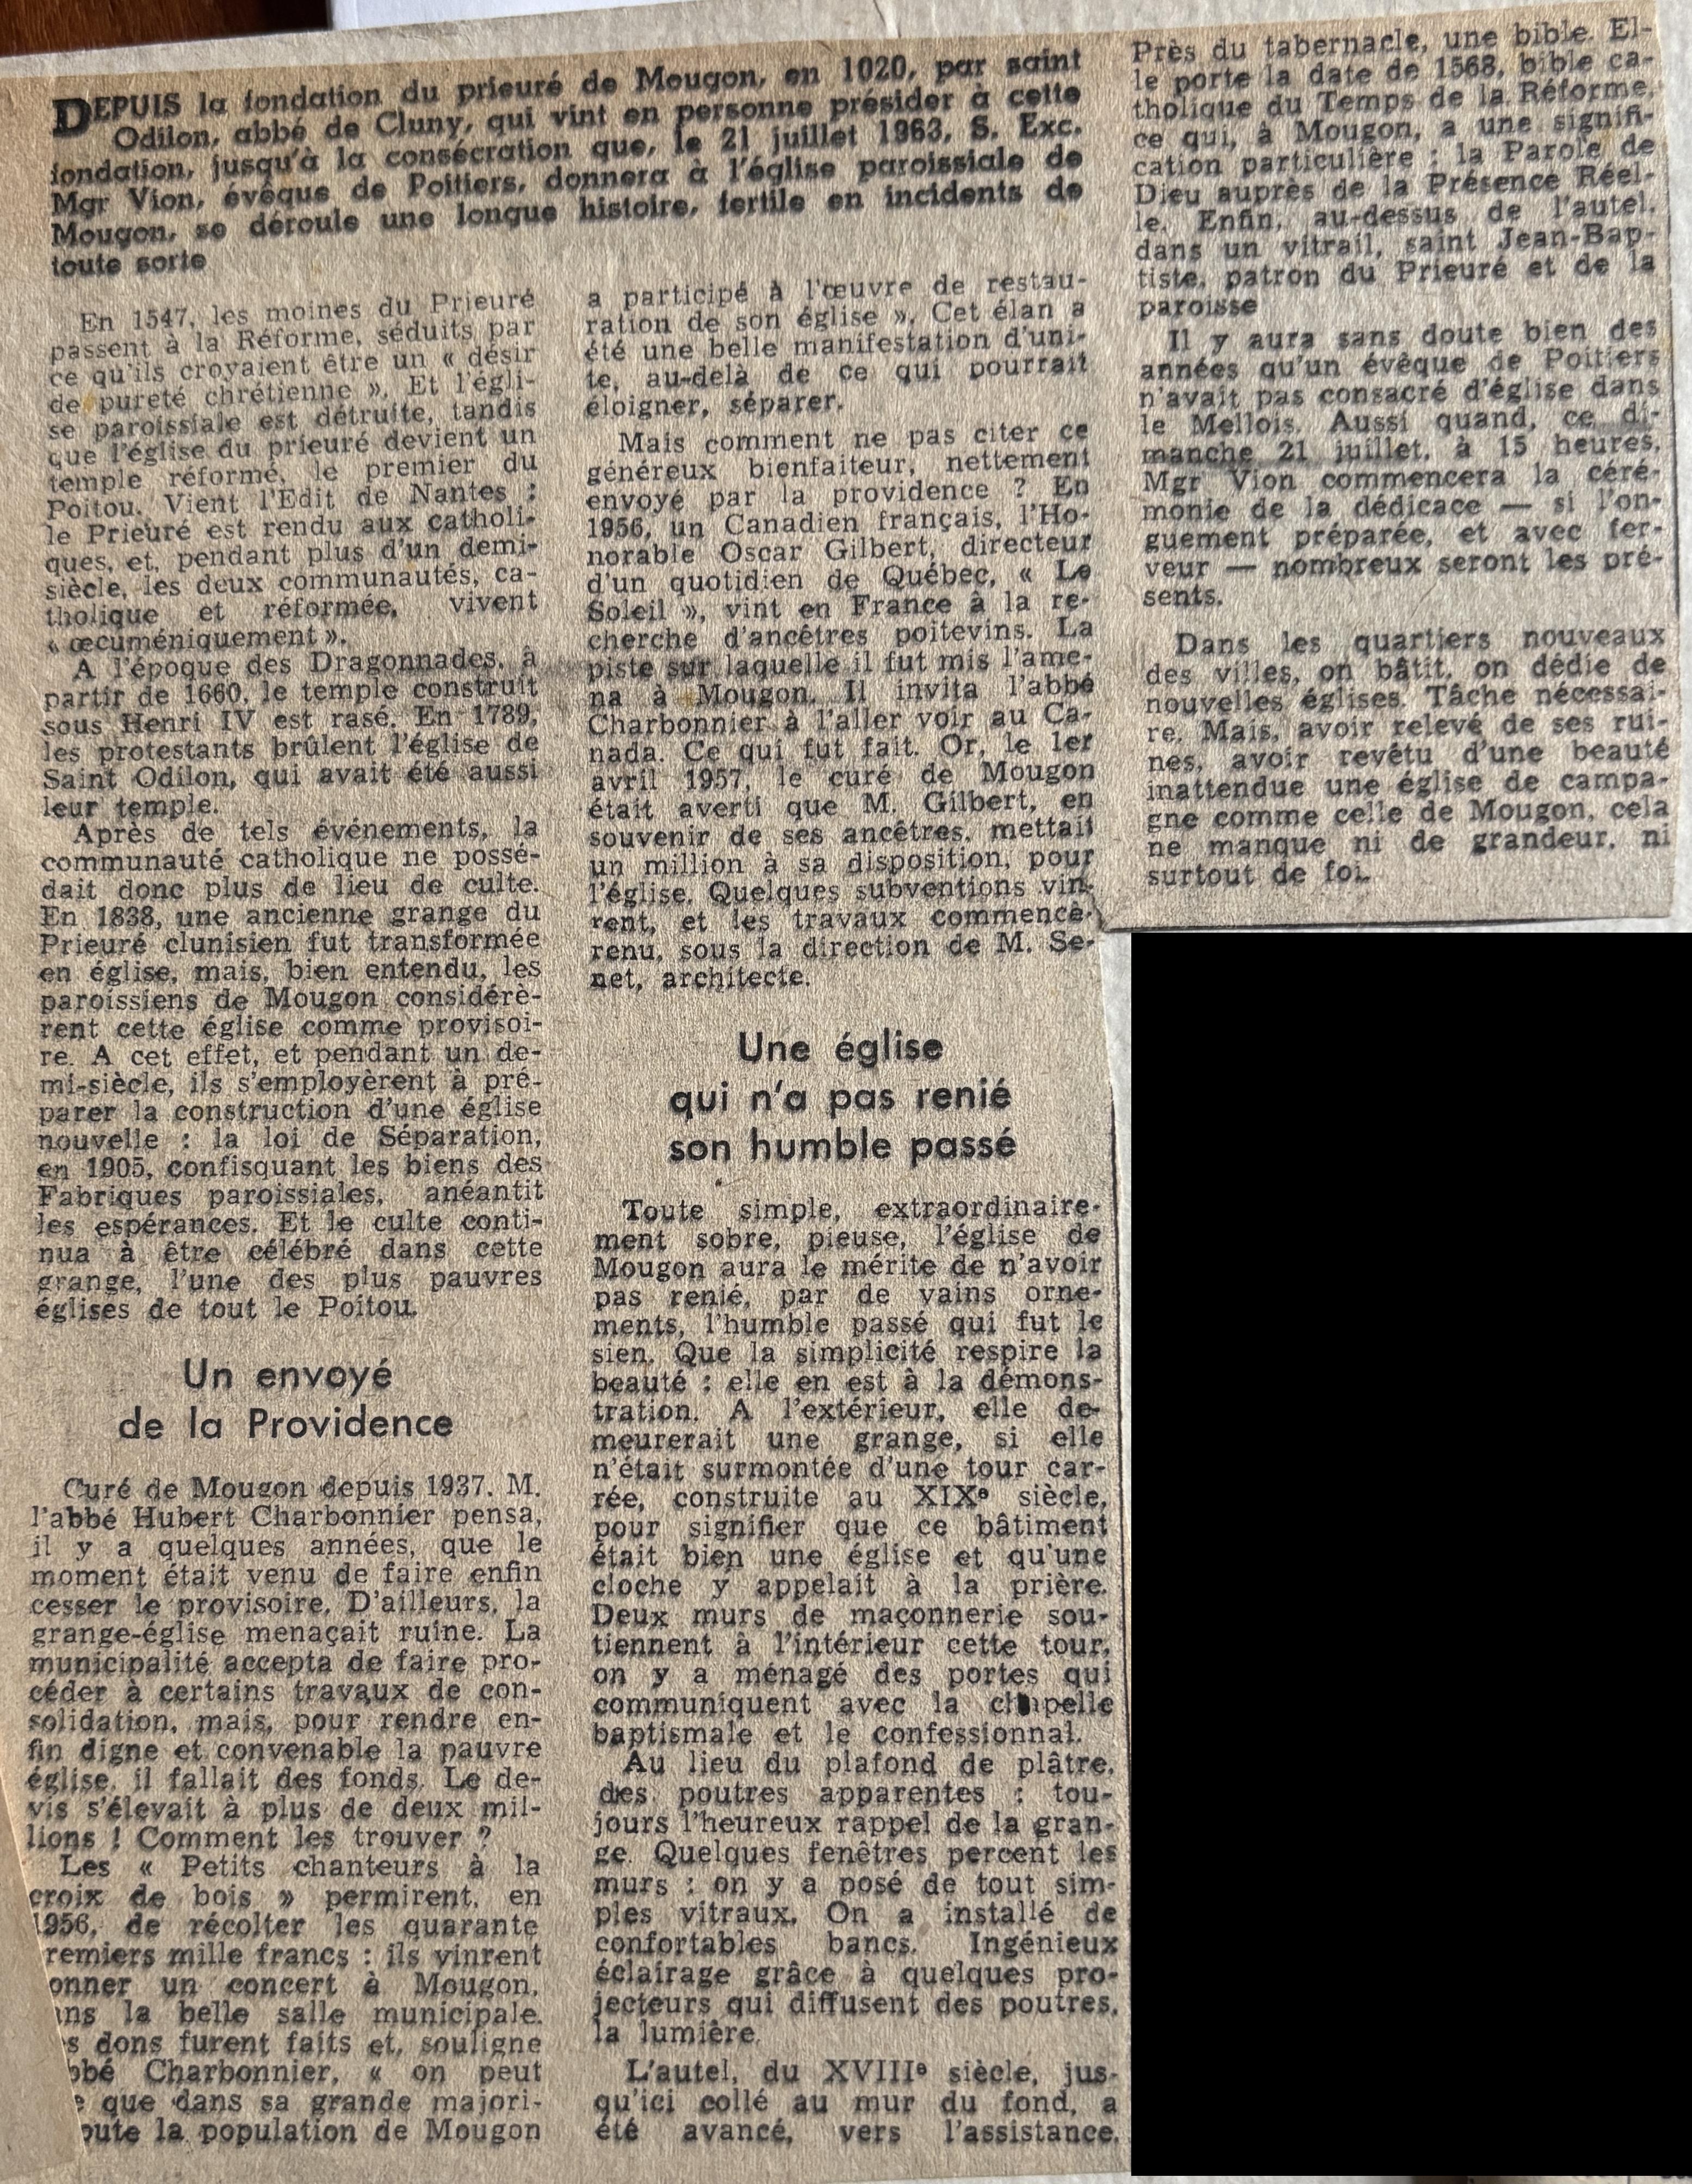 DEPUIS la fondation du prieuré de Mougon, en 1020, par saint
Odilon, abbé de Cluny, qui vint en personne présider à cette
fondation, jusqu'à la consécration que, le 21 juillet 1963, S. Exc.
Mgr Vion, évêque de Poitiers, donnera à l'église paroissiale de
Mougon, se déroule une longue histoire, fertile en incidents de
toute sorte
En 1547, les moines du Prieuré
passent à la Réforme, séduits par
ce qu'ils croyaient être un « désir
de pureté chrétienne ». Et l'égli-
se paroissiale est détruite, tandis
que l'église du prieuré devient un
temple réformé, le premier du
Poitou. Vient l'Edit de Nantes :
le Prieuré est rendu aux catholi-
ques, et, pendant plus d'un demi-
siècle, les deux communautés, ca-
tholique et réformée, vivent
« œcuméniquement ».
A l'époque des Dragonnades, à
partir de 1660, le temple construit
sous Henri IV est rasé. En 1789,
les protestants brûlent l'église de
Saint Odilon, qui avait été aussi
leur temple.
Après de tels événements, la
communauté catholique ne possé-
dait donc plus de lieu de culte.
En 1838, une ancienne grange du
Prieuré clunisien fut transformée
en église, mais, bien entendu, les
paroissiens de Mougon considérè-
rent cette église comme provisoi-
re. A cet effet, et pendant un de-
mi-siècle, ils s'employèrent à pré-
parer la construction d'une église
nouvelle : la loi de Séparation,
en 1905, confisquant les biens des
Fabriques paroissiales, anéantit
les espérances. Et le culte conti-
nua à être célébré dans cette
grange, l'une des plus pauvres
églises de tout le Poitou.
Un envoyé
de la Providence
Curé de Mougon depuis 1937. M.
l'abbé Hubert Charbonnier pensa,
il y a quelques années, que le
moment était venu de faire enfin
cesser le provisoire. D'ailleurs, la
grange-église menaçait ruine. La
municipalité accepta de faire pro-
céder à certains travaux de con-
solidation, mais, pour rendre en-
fin digne et convenable la pauvre
église, il fallait des fonds. Le de-
vis s'élevait à plus de deux mil-
lions ! Comment les trouver ?
Les « Petits chanteurs à la
croix de bois » permirent, en
1956, de récolter les quarante
remiers mille francs : ils vinrent
onner un concert à Mougon,
ans la belle salle municipale.
s dons furent faits et, souligne
bbé Charbonnier, « on peut
e que dans sa grande majori-
oute la population de Mougon
a participé à l'œuvre de restau-
ration de son église ». Cet élan a
été une belle manifestation d'uni-
te, au-delà de ce qui pourrait
éloigner, séparer.
Mais comment ne pas citer ce
généreux bienfaiteur, nettement
envoyé par la providence ? En
1956, un Canadien français, l'Ho-
norable Oscar Gilbert, directeur
d'un quotidien de Québec, « Le
Soleil », vint en France à la re-
cherche d'ancêtres poitevins. La
piste sur laquelle il fut mis l'ame-
na à Mougon. Il invita l'abbé
Charbonnier à l'aller voir au Ca-
nada. Ce qui fut fait. Or, le 1er
avril 1957, le curé de Mougon
était averti que M. Gilbert, en
souvenir de ses ancêtres, mettait
un million à sa disposition, pour
l'église. Quelques subventions vin-
rent, et les travaux commencè-
renu, sous la direction de M. Se-
net, architecte.
Une église
qui n'a pas renié
son humble passé
Toute simple, extraordinaire-
ment sobre, pieuse, l'église de
Mougon aura le mérite de n'avoir
pas renié, par de vains orne-
ments, l'humble passé qui fut le
sien. Que la simplicité respire la
beauté : elle en est à la démons-
tration. A l'extérieur, elle de-
meurerait une grange, si elle
n'était surmontée d'une tour car-
rée, construite au XIXe siècle,
pour signifier que ce bâtiment
était bien une église et qu'une
cloche y appelait à la prière.
Deux murs de maçonnerie sou-
tiennent à l'intérieur cette tour,
on y a ménagé des portes qui
communiquent avec la chapelle
baptismale et le confessionnal.
Au lieu du plafond de plâtre,
des poutres apparentes : tou-
jours l'heureux rappel de la gran-
ge. Quelques fenêtres percent les
murs : on y a posé de tout sim-
ples vitraux. On a installé de
confortables bancs. Ingénieux
éclairage grâce à quelques pro-
jecteurs qui diffusent des poutres,
la lumière.
L'autel, du XVIIIe siècle, jus-
qu'ici collé au mur du fond, a
été avancé, vers l'assistance.
Près du tabernacle, une bible. El-
le porte la date de 1568, bible ca-
tholique du Temps de la Réforme,
ce qui, à Mougon, a une signifi-
cation particulière : la Parole de
Dieu auprès de la Présence Réel-
le. Enfin, au-dessus de l'autel,
dans un vitrail, saint Jean-Bap-
tiste, patron du Prieuré et de la
paroisse
Il y aura sans doute bien des
années qu'un évêque de Poitiers
n'avait pas consacré d'église dans
le Mellois. Aussi quand, ce di-
manche 21 juillet, à 15 heures,
Mgr Vion commencera la céré-
monie de la dédicace — si l'on-
guement préparée, et avec fer-
veur — nombreux seront les pré-
sents.
Dans les quartiers nouveaux
des villes, on bâtit, on dédie de
nouvelles églises. Tâche nécessai-
re. Mais, avoir relevé de ses rui-
nes, avoir revêtu d'une beauté
inattendue une église de campa-
gne comme celle de Mougon, cela
ne manque ni de grandeur, ni
surtout de foi.